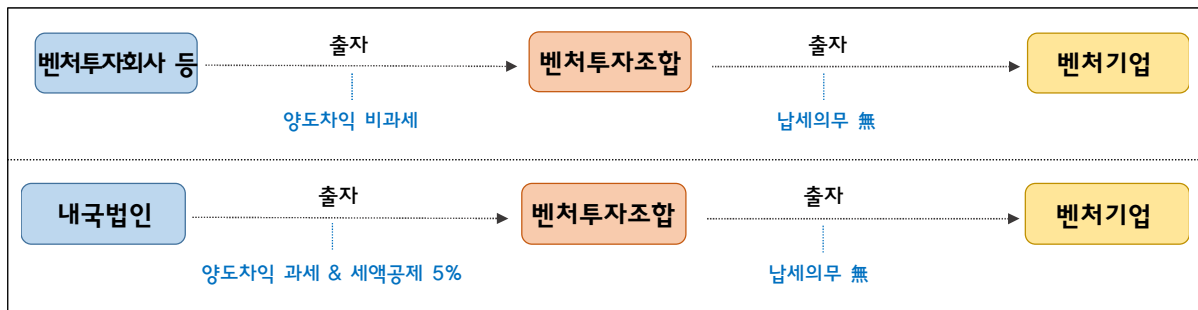 출자
출자
벤처투자회사 등
벤처투자조합
벤처기업
양도차익 비과세
납세의무 無
출자
출자
내국법인
벤처투자조합
벤처기업
양도차익 과세 & 세액공제 5%
납세의무 無